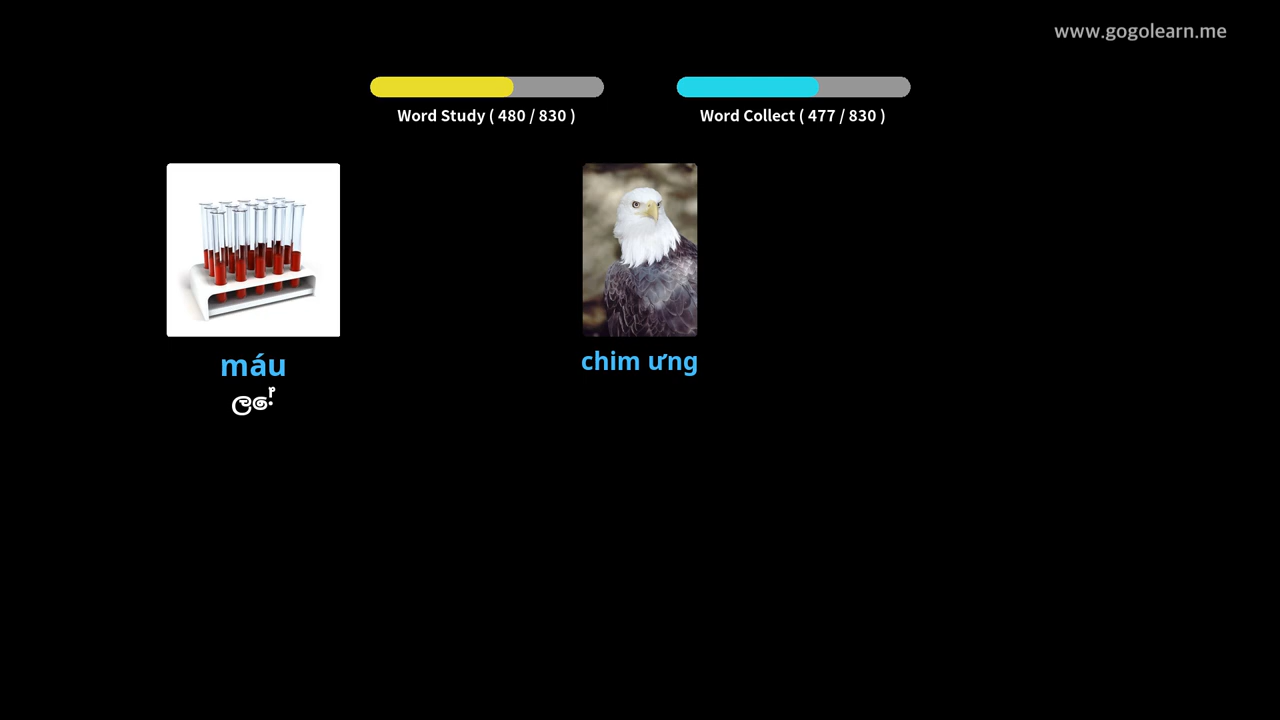 www.gogolearn.me
Word Study ( 480 / 830 )
Word Collect ( 477 / 830 )
máu
ලේ
chim ưng